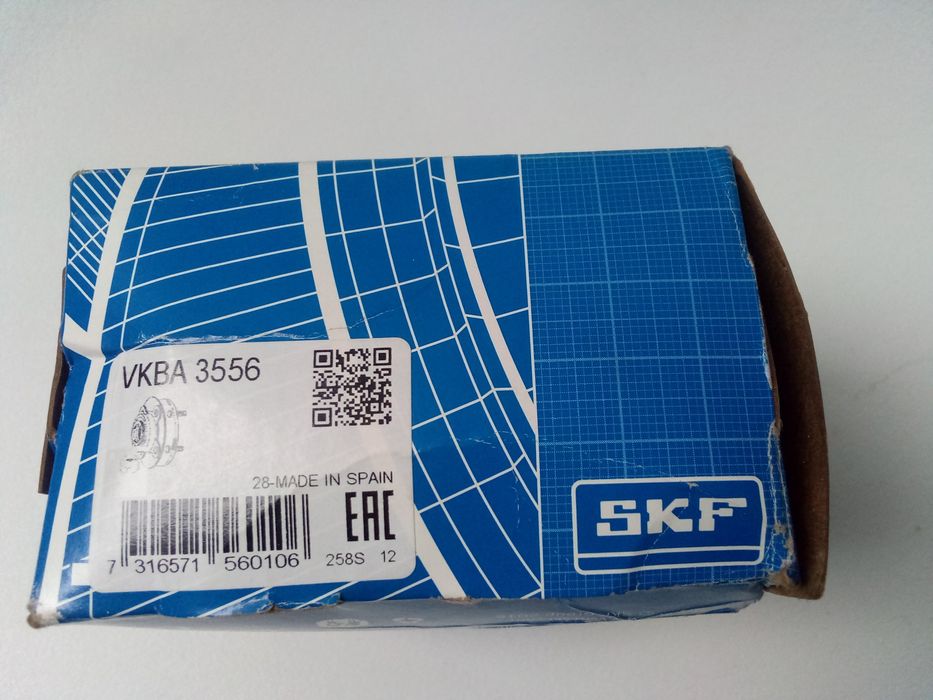 VKBA 3556
28-MADE IN SPAIN
EAC
7 316571 560106
258S 12
SKF